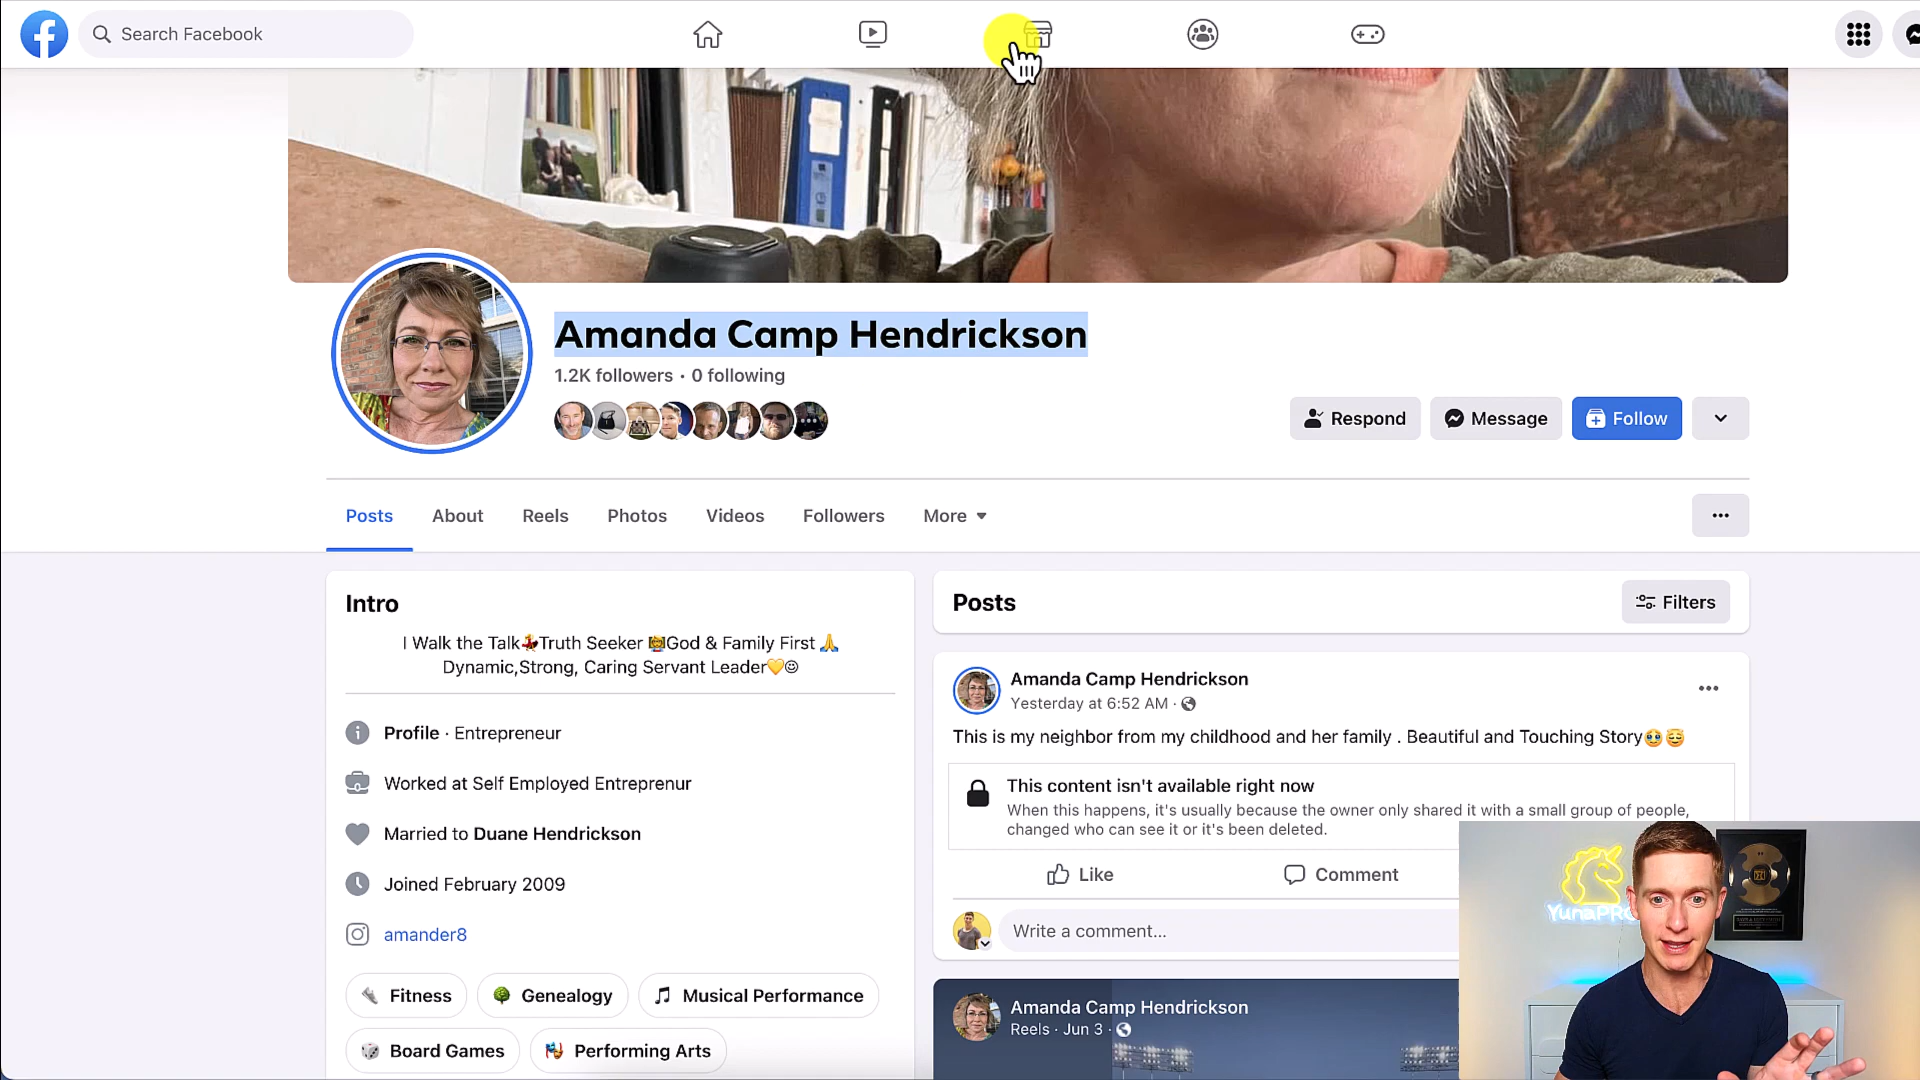 Search Facebook
Amanda Camp Hendrickson
1.2K followers · 0 following
Respond
Message
Follow
Posts
About
Reels
Photos
Videos
Followers
More
Intro
I Walk the Talk💃Truth Seeker 👩‍🏫God & Family First 🙏
Dynamic,Strong, Caring Servant Leader💛☺
Profile · Entrepreneur
Worked at Self Employed Entreprenur
Married to Duane Hendrickson
Joined February 2009
amander8
Fitness
Genealogy
Musical Performance
Board Games
Performing Arts
Posts
Filters
Amanda Camp Hendrickson
Yesterday at 6:52 AM ·
This is my neighbor from my childhood and her family . Beautiful and Touching Story🥹😌
This content isn't available right now
When this happens, it's usually because the owner only shared it with a small group of people,
changed who can see it or it's been deleted.
Like
Comment
Write a comment...
Amanda Camp Hendrickson
Reels · Jun 3 ·